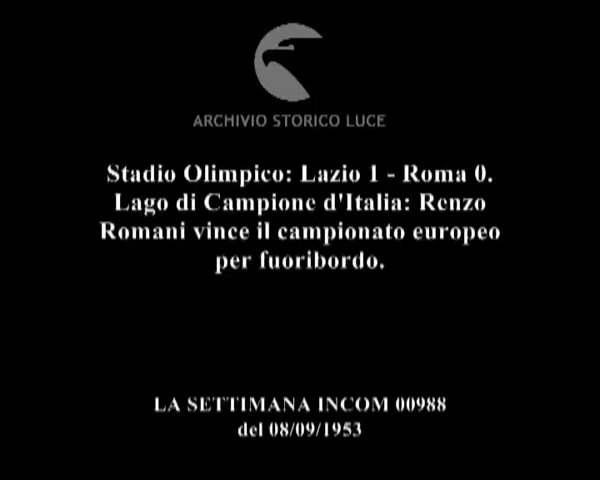 ARCHIVIO STORICO LUCE
Stadio Olimpico: Lazio 1 - Roma 0.
Lago di Campione d'Italia: Renzo
Romani vince il campionato europeo
per fuoribordo.
LA SETTIMANA INCOM 00988
del 08/09/1953